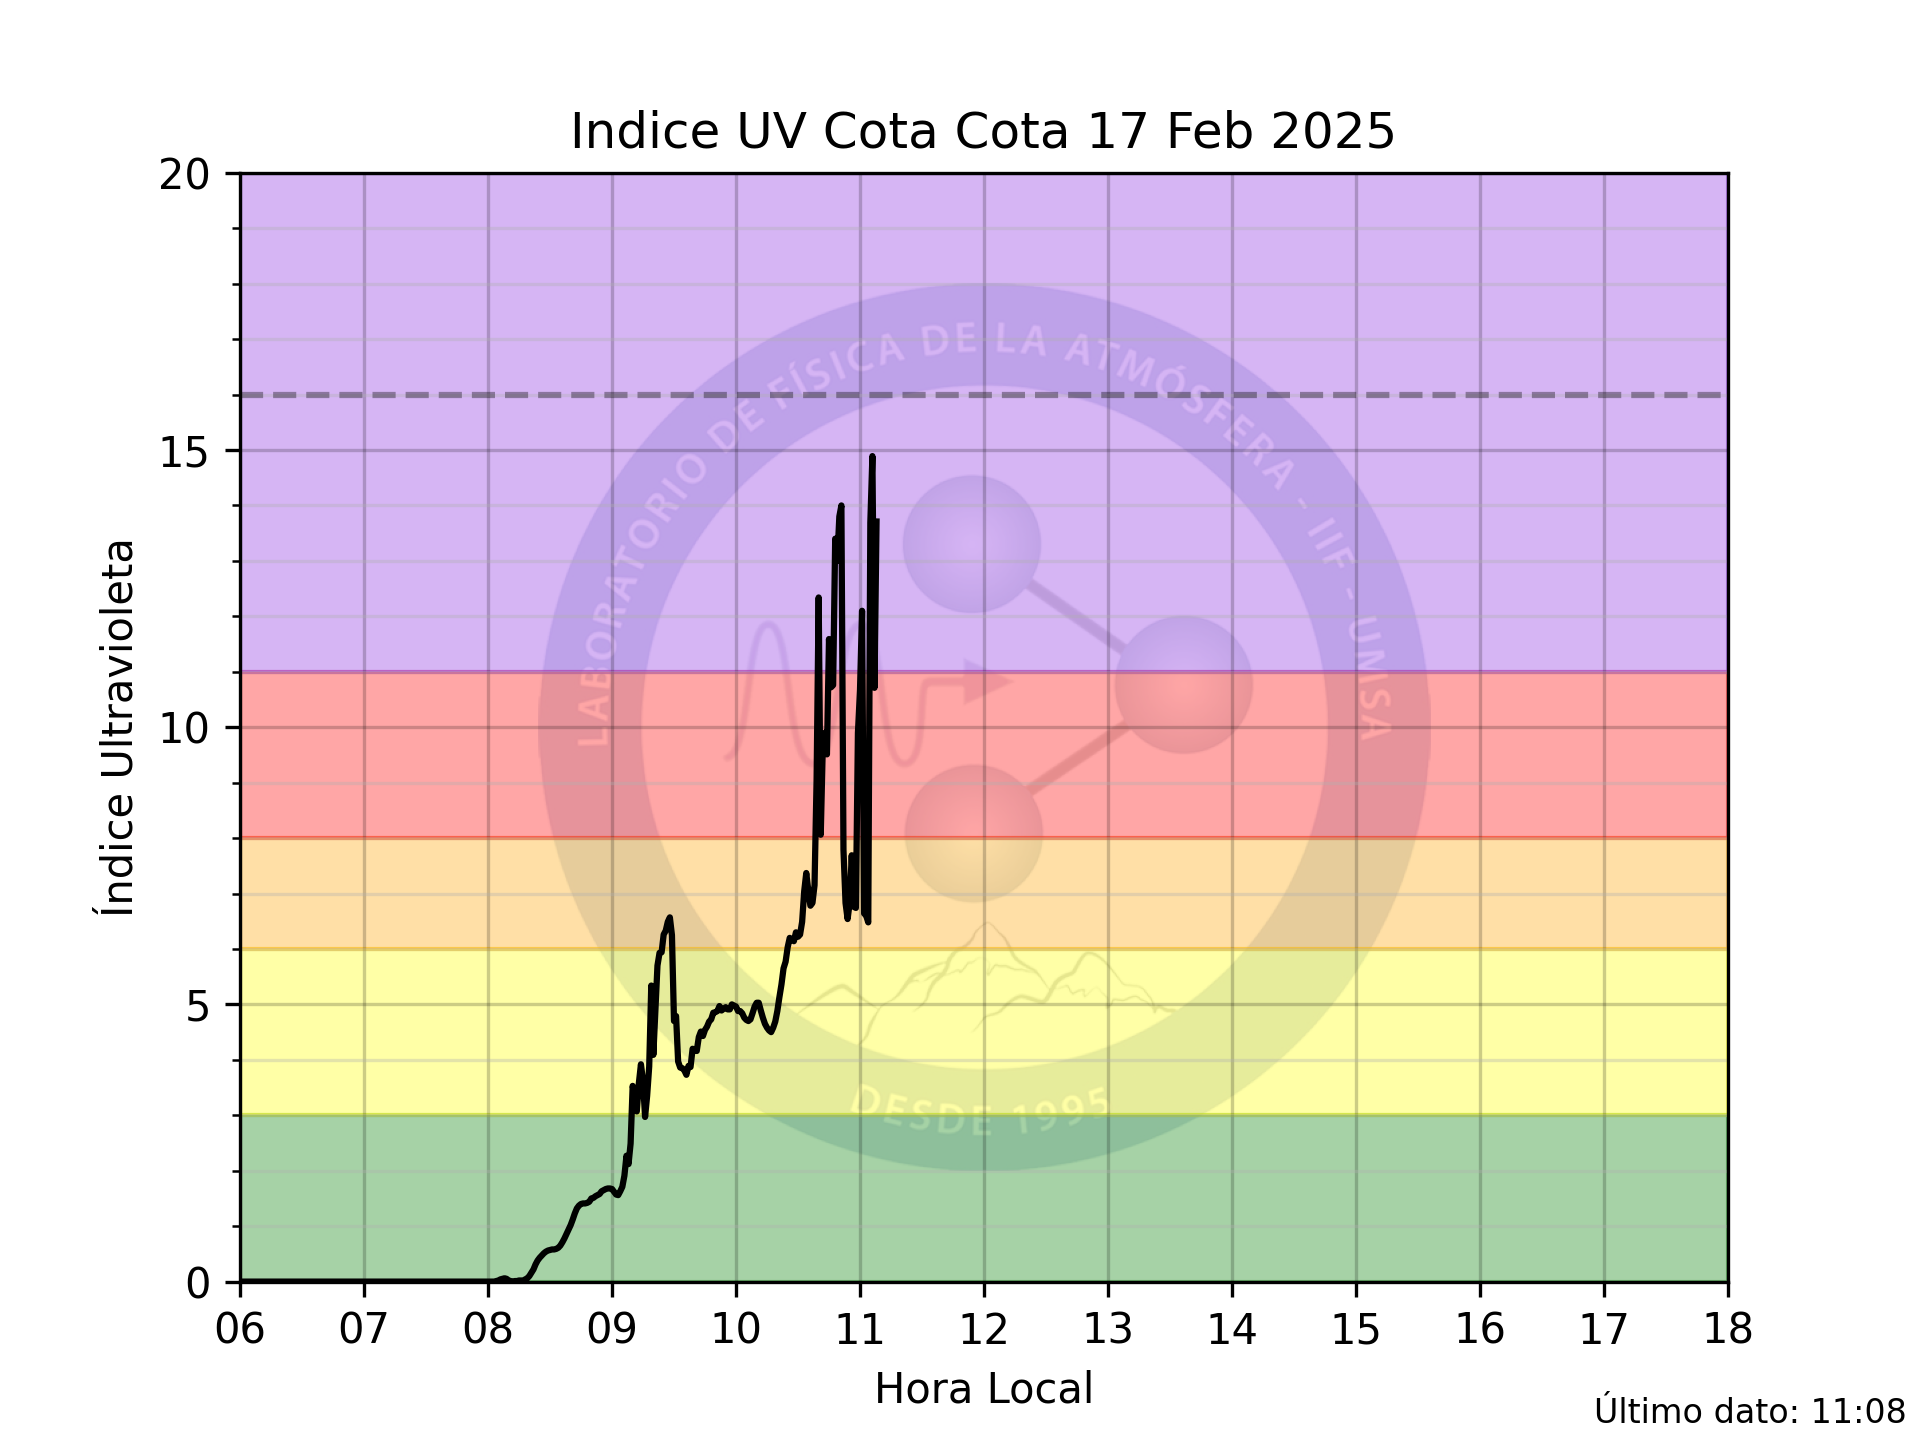 Indice UV Cota Cota 17 Feb 2025
20
15
10
5
0
Índice Ultravioleta
LABORATORIO DE FÍSICA DE LA ATMÓSFERA - IIF - UMSA
DESDE 1995
06 07 08 09 10 11 12 13 14 15 16 17 18
Hora Local
Último dato: 11:08